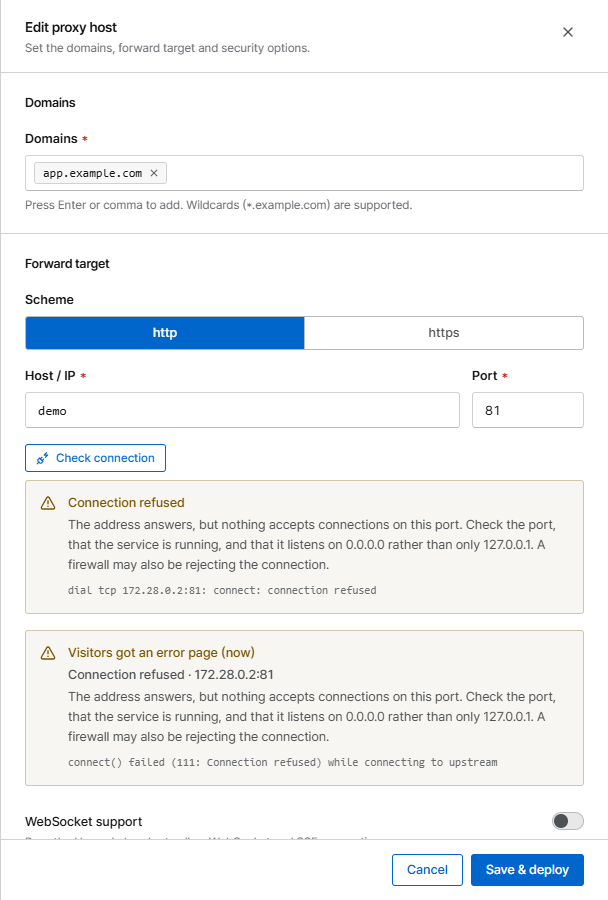 Edit proxy host
Set the domains, forward target and security options.
Domains
Domains *
app.example.com ×
Press Enter or comma to add. Wildcards (*.example.com) are supported.
Forward target
Scheme
http
https
Host / IP *
Port *
demo
81
Check connection
Connection refused
The address answers, but nothing accepts connections on this port. Check the port,
that the service is running, and that it listens on 0.0.0.0 rather than only 127.0.0.1. A
firewall may also be rejecting the connection.
dial tcp 172.28.0.2:81: connect: connection refused
Visitors got an error page (now)
Connection refused · 172.28.0.2:81
The address answers, but nothing accepts connections on this port. Check the port,
that the service is running, and that it listens on 0.0.0.0 rather than only 127.0.0.1. A
firewall may also be rejecting the connection.
connect() failed (111: Connection refused) while connecting to upstream
WebSocket support
Cancel
Save & deploy